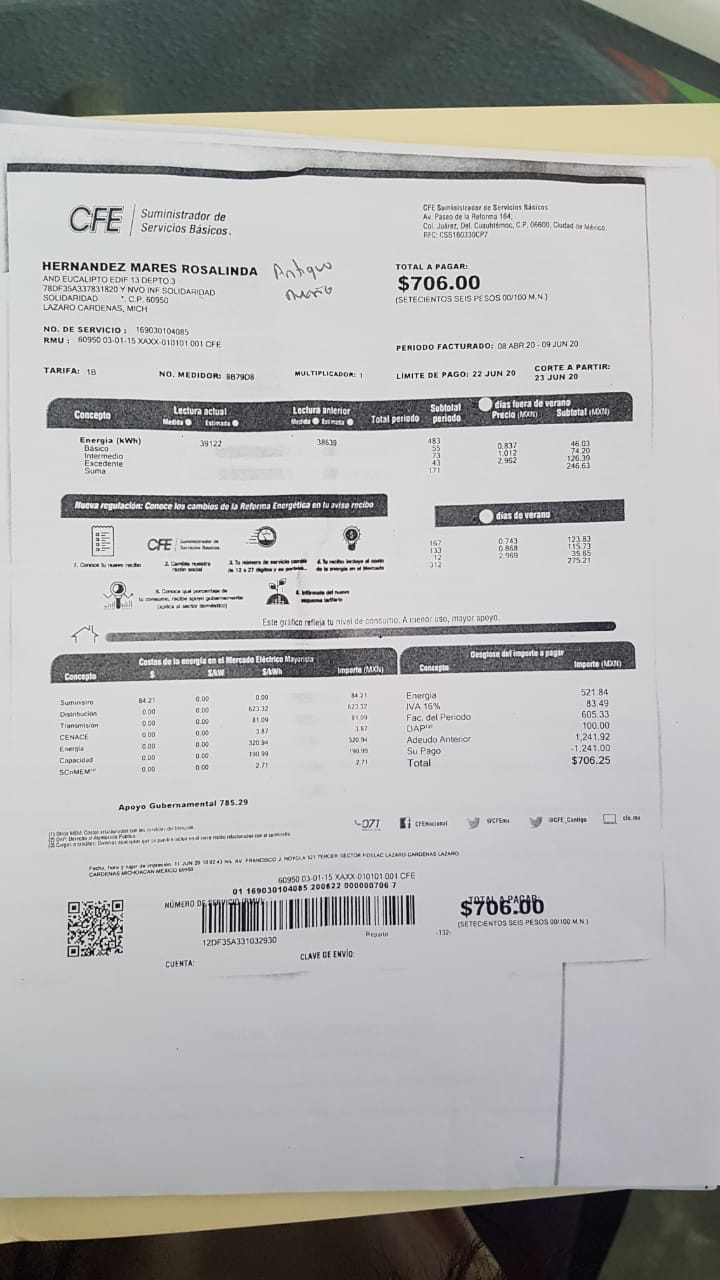 CFE Suministrador de
Servicios Básicos.
CFE Suministrador de Servicios Básicos
Av. Paseo de la Reforma 164,
Col. Juárez, Del. Cuauhtémoc, C.P. 06600, Ciudad de México.
RFC: CSS160330CP7
HERNANDEZ MARES ROSALINDA
Antiguo
AND EUCALIPTO EDIF 13 DEPTO 3
78DF35A337831820 Y NVO INF SOLIDARIDAD
SOLIDARIDAD C.P. 60950
LAZARO CARDENAS, MICH
TOTAL A PAGAR:
$706.00
(SETECIENTOS SEIS PESOS 00/100 M.N.)
NO. DE SERVICIO : 169030104085
RMU : 60950 03-01-15 XAXX-010101 001 CFE
PERIODO FACTURADO: 08 ABR 20 - 09 JUN 20
TARIFA: 1B NO. MEDIDOR: 8B79D8 MULTIPLICADOR: 1 LÍMITE DE PAGO: 22 JUN 20 CORTE A PARTIR:
23 JUN 20
Concepto Lectura actual Lectura anterior Total periodo Subtotal periodo días fuera de verano
Medida Estimada Medida Estimada Precio (MXN) Subtotal (MXN)
Energía (kWh) 39122 38639 483
Básico 55 0.837 46.03
Intermedio 73 1.012 74.20
Excedente 43 2.962 126.39
Suma 171 246.63
Nueva regulación: Conoce los cambios de la Reforma Energética en tu aviso recibo
días de verano
167 0.743 123.83
133 0.868 115.73
12 2.969 35.65
312 275.21
CFE Suministrador de
Servicios Básicos
1. Conoce tu nuevo recibo
2. Cambia nuestra
razón social
3. Tu número de servicio cambia
de 12 a 27 dígitos y es portátil.
4. Tu recibo incluye el costo
de la energía en el Mercado
5. Conoce qué porcentaje de
tu consumo, recibe apoyo gubernamental
(aplica al sector doméstico)
6. Infórmate del nuevo
esquema tarifario
Este gráfico refleja tu nivel de consumo. A menor uso, mayor apoyo.
Costos de la energía en el Mercado Eléctrico Mayorista
Concepto $ $/kW $/kWh Importe (MXN)
Suministro 84.21 0.00 0.00 84.21
Distribución 0.00 0.00 623.32 623.32
Transmisión 0.00 0.00 81.09 81.09
CENACE 0.00 0.00 3.87 3.87
Energía 0.00 0.00 320.94 320.94
Capacidad 0.00 0.00 190.99 190.99
SCnMEM 0.00 0.00 2.71 2.71
Desglose del importe a pagar
Concepto Importe (MXN)
Energía 521.84
IVA 16% 83.49
Fac. del Periodo 605.33
DAP 100.00
Adeudo Anterior 1,241.92
Su Pago -1,241.00
Total $706.25
Apoyo Gubernamental 785.29
071 CFENacional @CFEmx @CFE_Contigo cfe.mx
(2) DAP: Derecho al Alumbrado Público
Fecha, hora y lugar de impresión: 11 JUN 20 10:02:43 hrs. AV. FRANCISCO J. NOYOLA 521 TERCER SECTOR FIDELAC LAZARO CARDENAS LAZARO
CARDENAS MICHOACAN MEXICO 60950
60950 03-01-15 XAXX-010101 001 CFE
01 169030104085 200622 000000706 7
TOTAL A PAGAR:
$706.00
(SETECIENTOS SEIS PESOS 00/100 M.N.)
12DF35A331032930
Repartir
-132-
CUENTA:
CLAVE DE ENVÍO: